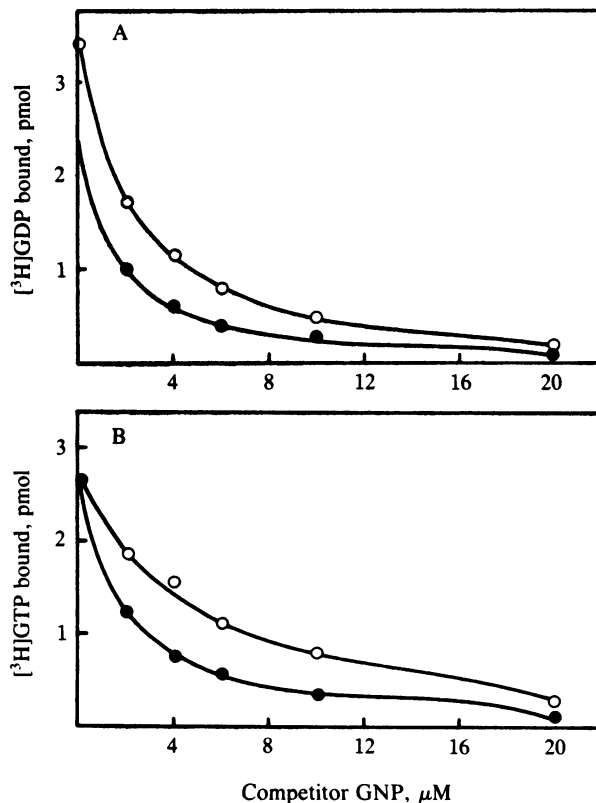 A
[³H]GDP bound, pmol
3
2
1
4 8 12 16 20
B
[³H]GTP bound, pmol
3
2
1
4 8 12 16 20
Competitor GNP, μM